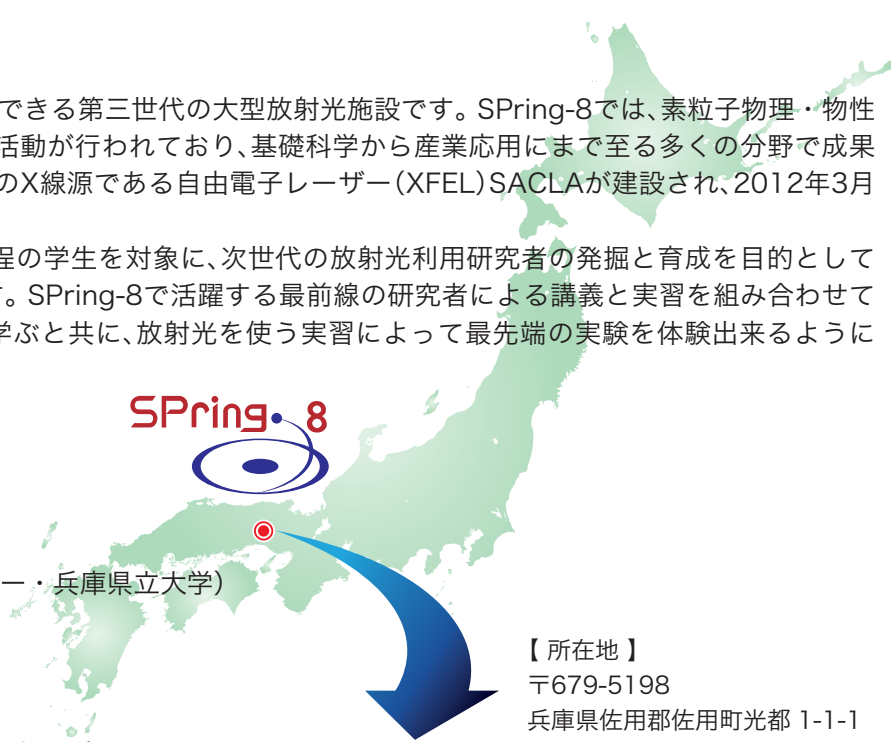 できる第三世代の大型放射光施設です。SPring-8では、素粒子物理・物性
活動が行われており、基礎科学から産業応用にまで至る多くの分野で成果
のX線源である自由電子レーザー（XFEL）SACLAが建設され、2012年3月
程の学生を対象に、次世代の放射光利用研究者の発掘と育成を目的として
。SPring-8で活躍する最前線の研究者による講義と実習を組み合わせて
学ぶと共に、放射光を使う実習によって最先端の実験を体験出来るように
SPring-8
ー・兵庫県立大学）
【 所在地 】
〒679-5198
兵庫県佐用郡佐用町光都 1-1-1